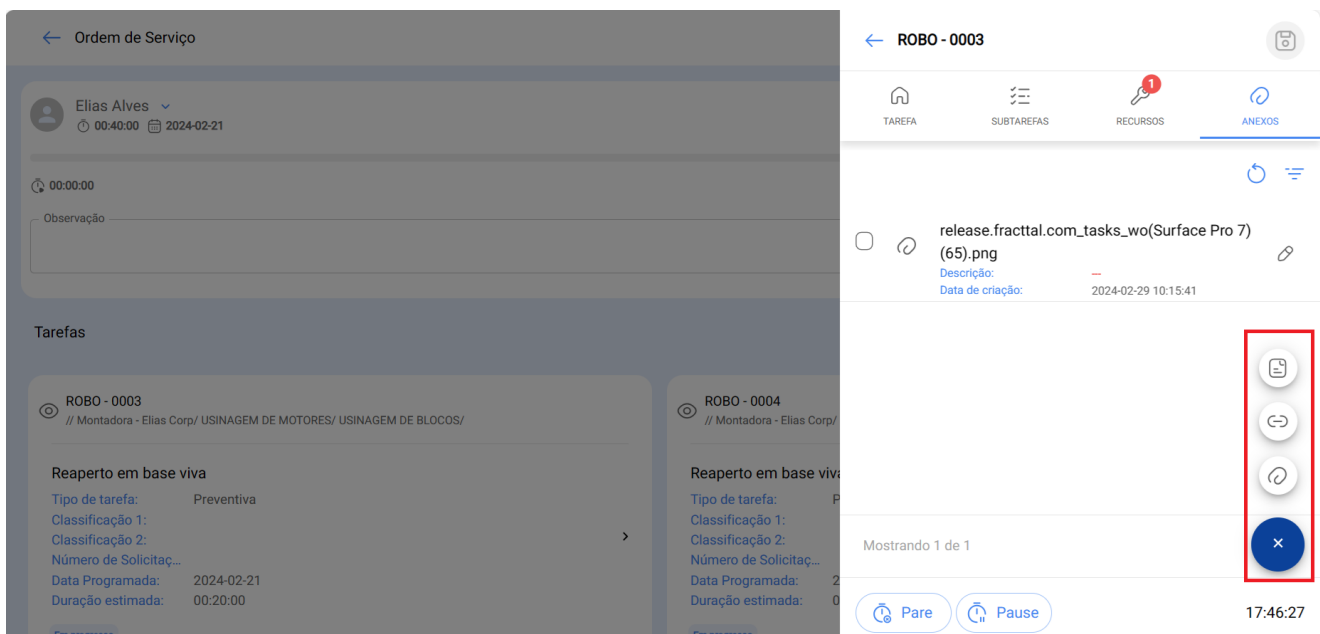 Ordem de Serviço
Elias Alves
00:40:00 2024-02-21
00:00:00
Observação
Tarefas
ROBO - 0003
// Montadora - Elias Corp/ USINAGEM DE MOTORES/ USINAGEM DE BLOCOS/
Reaperto em base viva
Tipo de tarefa: Preventiva
Classificação 1:
Classificação 2:
Número de Solicitaç...
Data Programada: 2024-02-21
Duração estimada: 00:20:00
ROBO - 0004
// Montadora - Elias Corp/
Reaperto em base viva
Tipo de tarefa: P
Classificação 1:
Classificação 2:
Número de Solicitaç...
Data Programada: 2
Duração estimada: 0
ROBO - 0003
TAREFA
SUBTAREFAS
1
RECURSOS
ANEXOS
release.fracttal.com_tasks_wo(Surface Pro 7)
(65).png
Descrição: --
Data de criação: 2024-02-29 10:15:41
Mostrando 1 de 1
Pare
Pause
17:46:27